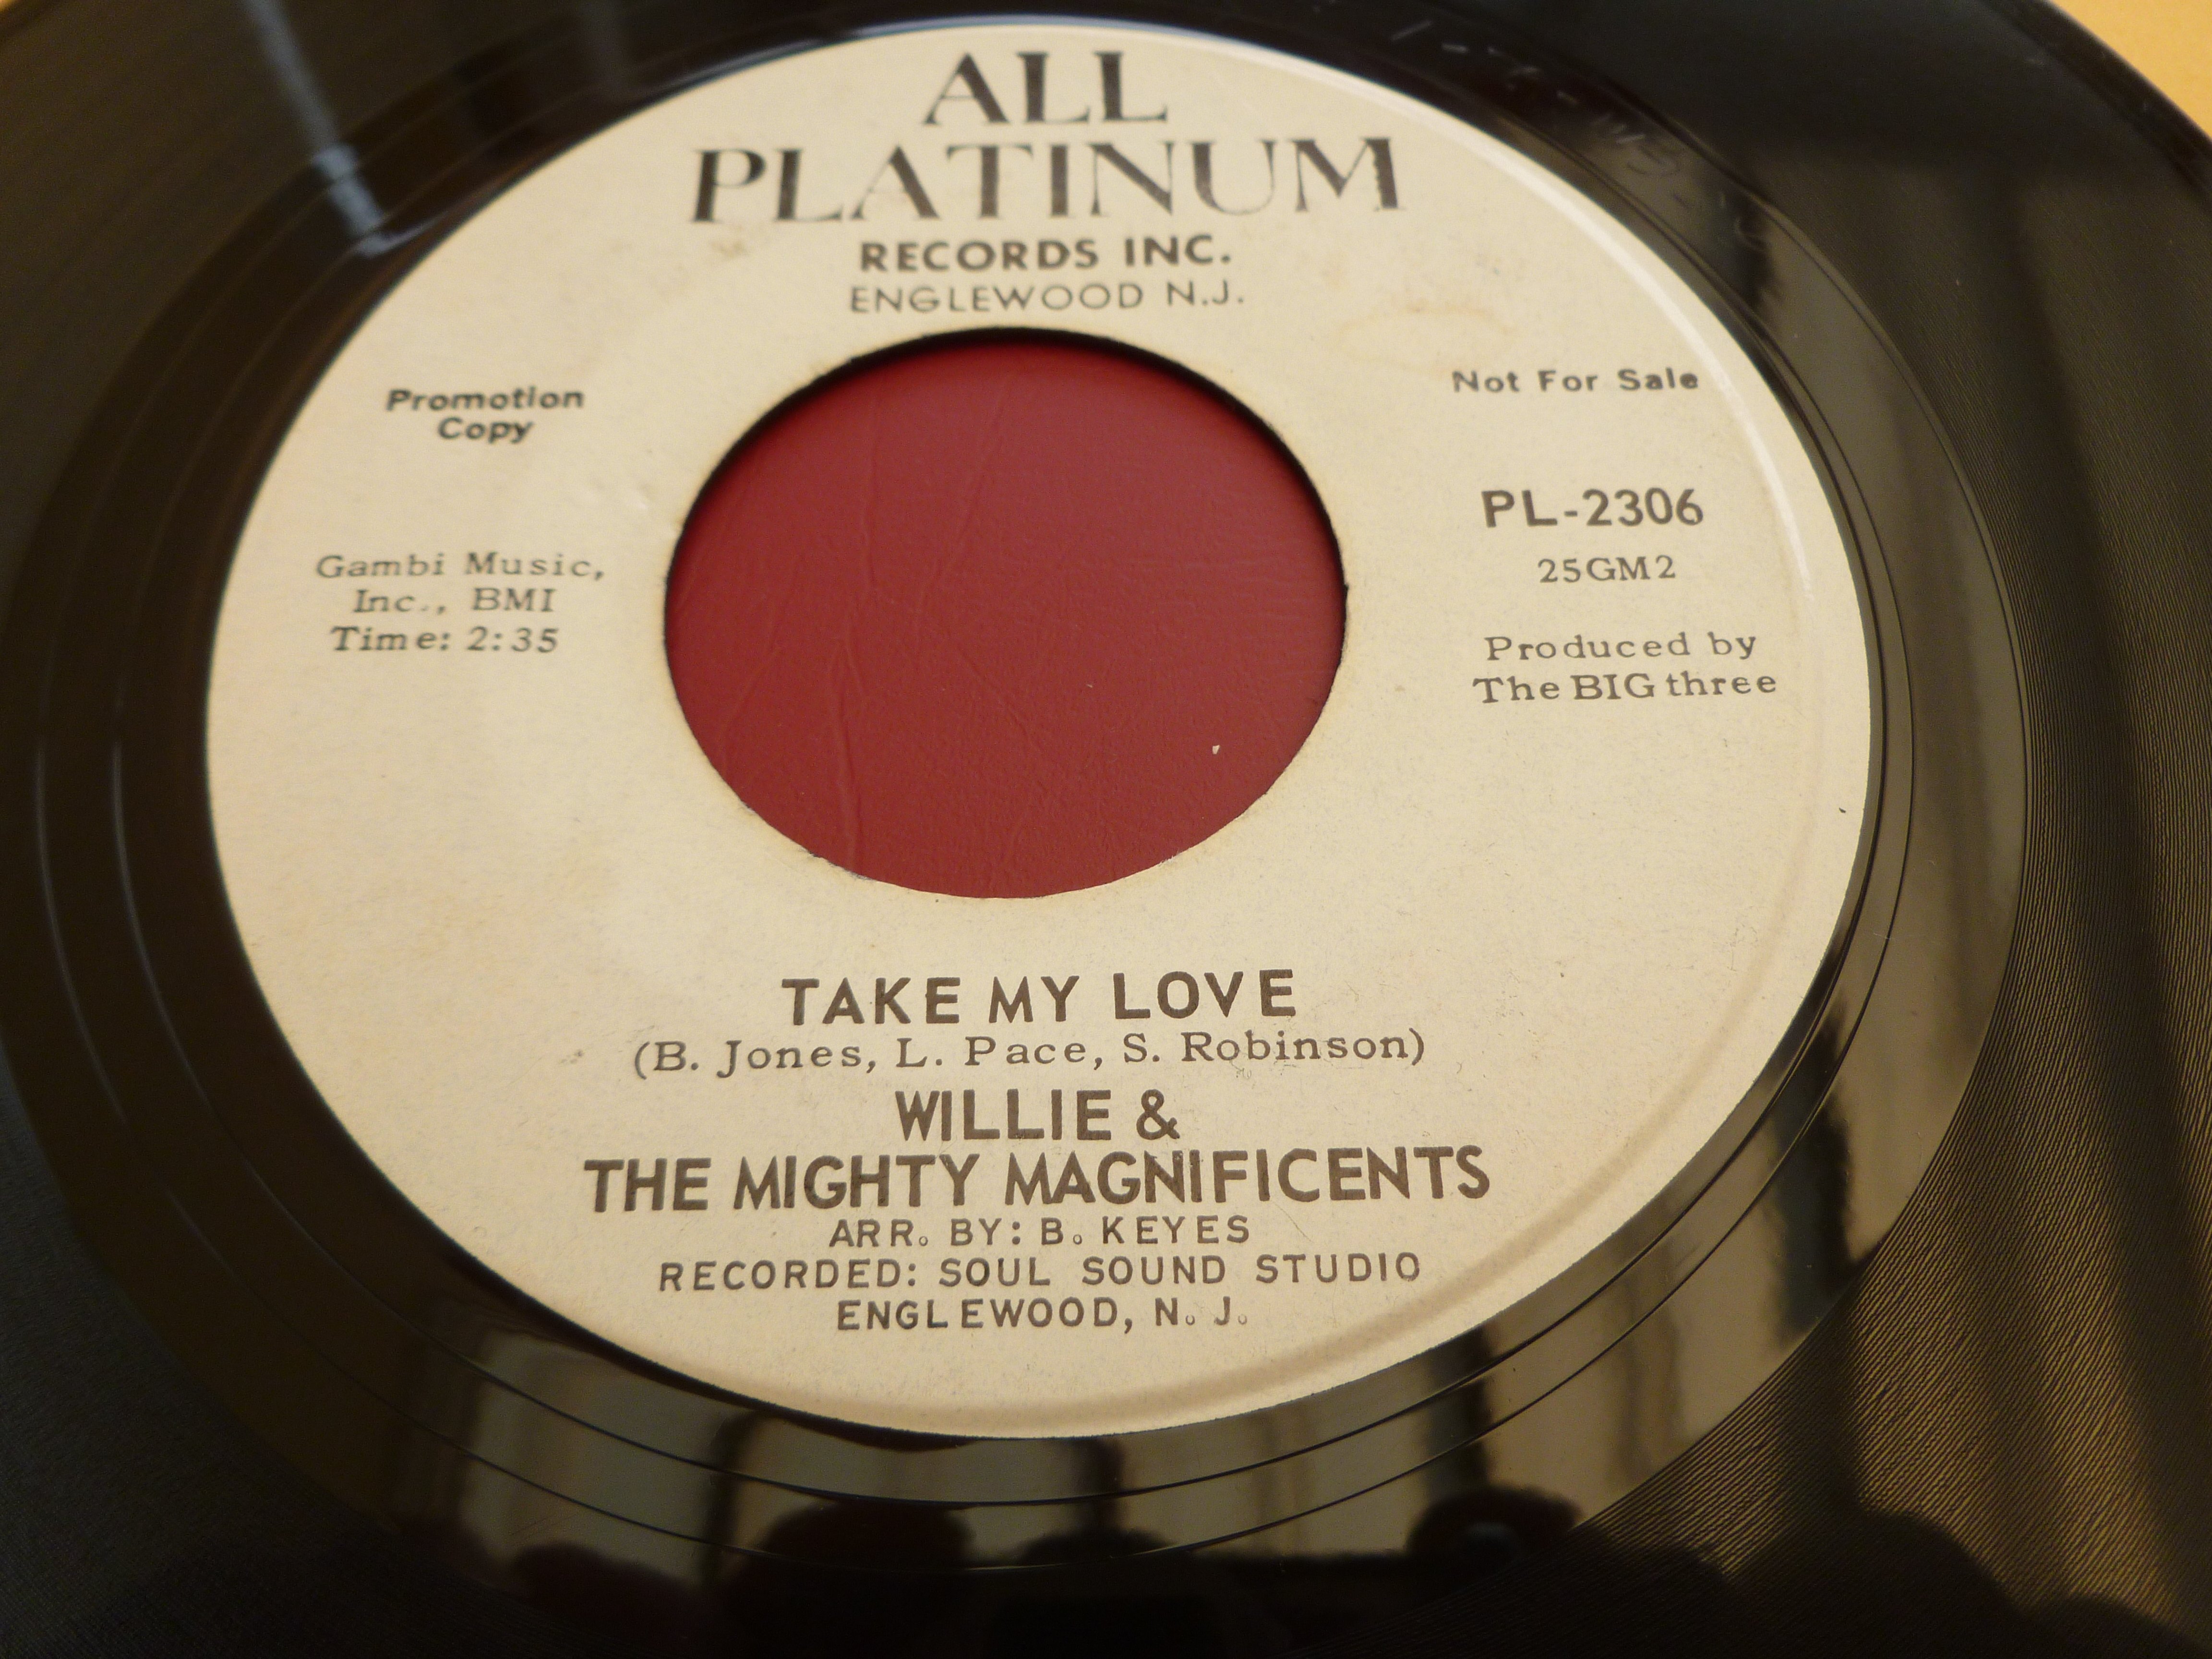 ALL
PLATINUM
RECORDS INC.
ENGLEWOOD N.J.
Promotion
Copy
Not For Sale
Gambi Music,
Inc., BMI
Time: 2:35
PL-2306
25GM2
Produced by
The BIG three
TAKE MY LOVE
(B. Jones, L. Pace, S. Robinson)
WILLIE &
THE MIGHTY MAGNIFICENTS
ARR. BY: B. KEYES
RECORDED: SOUL SOUND STUDIO
ENGLEWOOD, N. J.